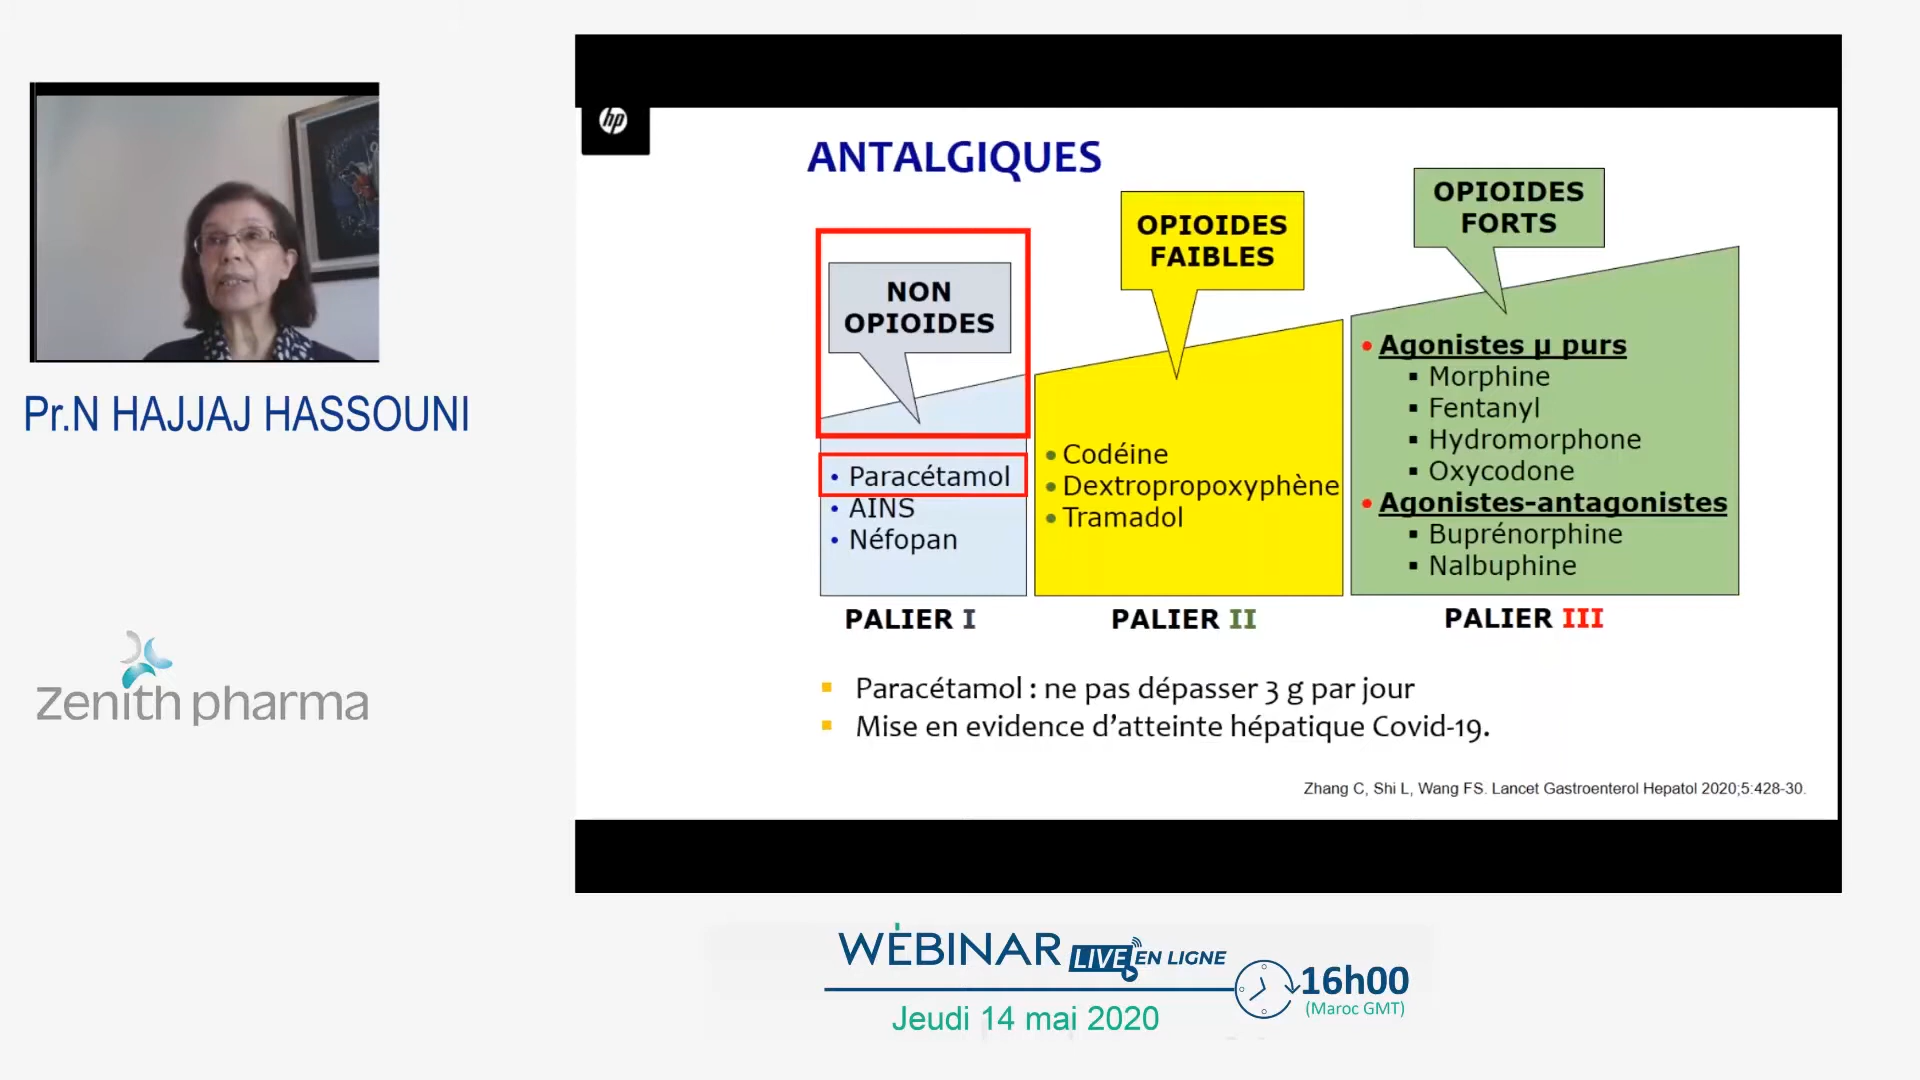 hp
ANTALGIQUES
NON
OPIOIDES
OPIOIDES
FAIBLES
OPIOIDES
FORTS
• Paracétamol
• AINS
• Néfopan
• Codéine
• Dextropropoxyphène
• Tramadol
• Agonistes µ purs
▪ Morphine
▪ Fentanyl
▪ Hydromorphone
▪ Oxycodone
• Agonistes-antagonistes
▪ Buprénorphine
▪ Nalbuphine
PALIER I
PALIER II
PALIER III
▪ Paracétamol : ne pas dépasser 3 g par jour
▪ Mise en evidence d’atteinte hépatique Covid-19.
Zhang C, Shi L, Wang FS. Lancet Gastroenterol Hepatol 2020;5:428-30.
Pr.N HAJJAJ HASSOUNI
Zenith pharma
WEBINAR LIVE EN LIGNE
16h00
(Maroc GMT)
Jeudi 14 mai 2020